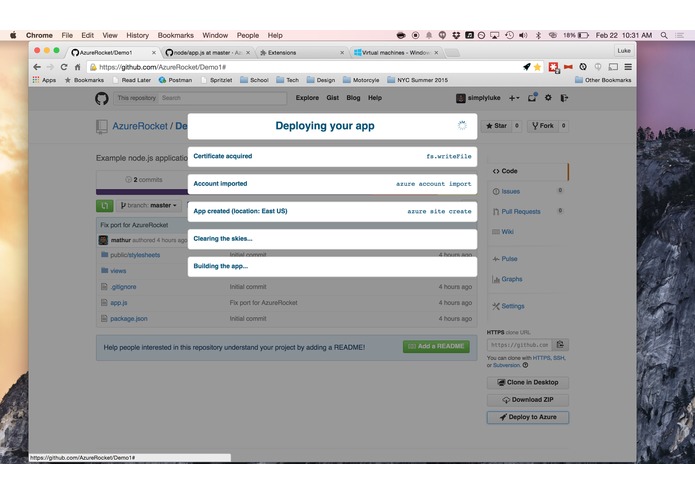 Chrome File Edit View History Bookmarks Window People Help 18% Feb 22 10:31 AM
AzureRocket/Demo1 node/app.js at master · Az Extensions Virtual machines - Window Luke
https://github.com/AzureRocket/Demo1#
Apps Bookmarks Read Later Postman Spritzlet School Tech Design Motorcyle NYC Summer 2015 Other Bookmarks
This repository Search Explore Gist Blog Help simplyluke
AzureRocket / De Star 0 Fork 0
Deploying your app
Example node.js applicatio
Certificate acquired fs.writeFile
2 commits
Account imported azure account import
branch: master
App created (location: East US) azure site create
Fix port for AzureRocket
mathur authored 4 hours ago
Clearing the skies...
public/stylesheets Initial commit 4 hours ago
views
Building the app...
.gitignore Initial commit 4 hours ago
app.js Fix port for AzureRocket 4 hours ago
package.json Initial commit 4 hours ago
Help people interested in this repository understand your project by adding a README! Add a README
Code
Issues 0
Pull Requests 0
Wiki
Pulse
Graphs
Settings
HTTPS clone URL
https://github.com
You can clone with HTTPS, SSH,
or Subversion.
Clone in Desktop
Download ZIP
Deploy to Azure
https://github.com/AzureRocket/Demo1#